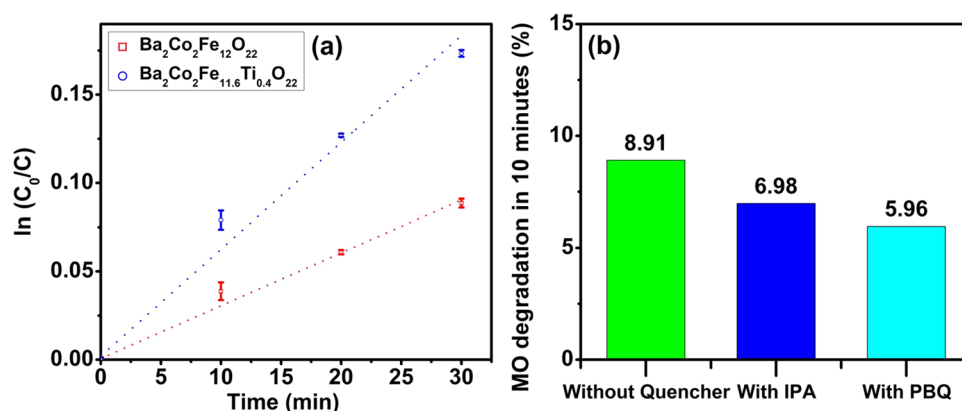 (a)
Ba₂Co₂Fe₁₂O₂₂
Ba₂Co₂Fe₁₁.₆Ti₀.₄O₂₂
ln (C₀/C)
0.15
0.10
0.05
0.00
0 5 10 15 20 25 30
Time (min)
(b)
MO degradation in 10 minutes (%)
15
10
5
0
8.91
6.98
5.96
Without Quencher With IPA With PBQ